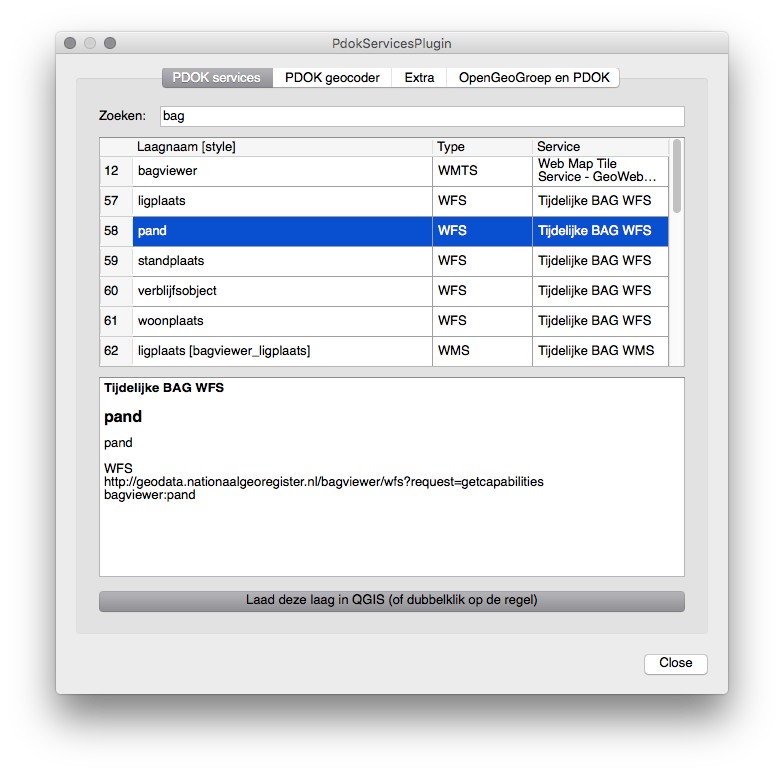 PdokServicesPlugin
PDOK services PDOK geocoder Extra OpenGeoGroep en PDOK
Zoeken: bag
Laagnaam [style] Type Service
12 bagviewer WMTS Web Map Tile
Service - GeoWeb…
57 ligplaats WFS Tijdelijke BAG WFS
58 pand WFS Tijdelijke BAG WFS
59 standplaats WFS Tijdelijke BAG WFS
60 verblijfsobject WFS Tijdelijke BAG WFS
61 woonplaats WFS Tijdelijke BAG WFS
62 ligplaats [bagviewer_ligplaats] WMS Tijdelijke BAG WMS
Tijdelijke BAG WFS
pand
pand
WFS
http://geodata.nationaalgeoregister.nl/bagviewer/wfs?request=getcapabilities
bagviewer:pand
Laad deze laag in QGIS (of dubbelklik op de regel)
Close